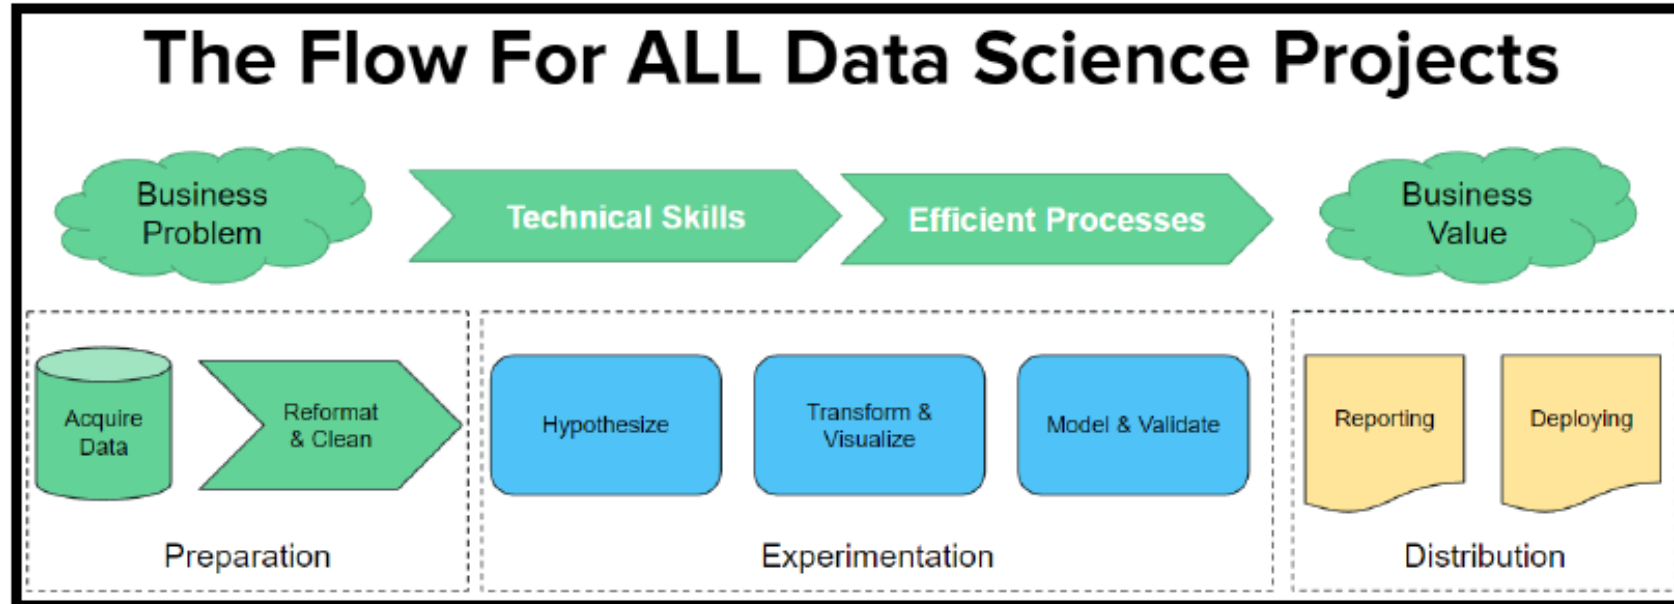 The Flow For ALL Data Science Projects
Business
Problem
Technical Skills
Efficient Processes
Business
Value
Acquire
Data
Reformat
& Clean
Hypothesize
Transform &
Visualize
Model & Validate
Reporting
Deploying
Preparation
Experimentation
Distribution